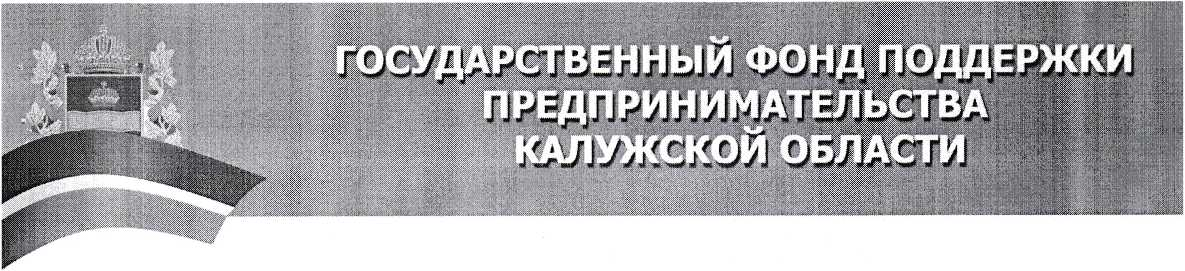 ГОСУДАРСТВЕННЫЙ ФОНД ПОДДЕРЖКИ
ПРЕДПРИНИМАТЕЛЬСТВА
КАЛУЖСКОЙ ОБЛАСТИ